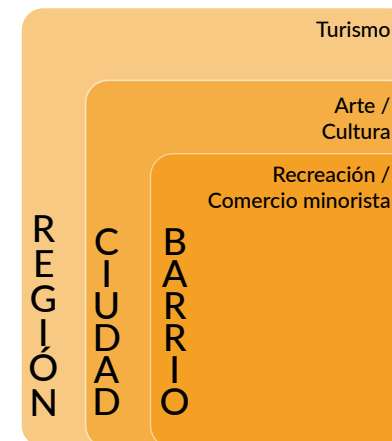 Turismo
Arte /
Cultura
Recreación /
Comercio minorista
REGIÓN
CIUDAD
BARRIO